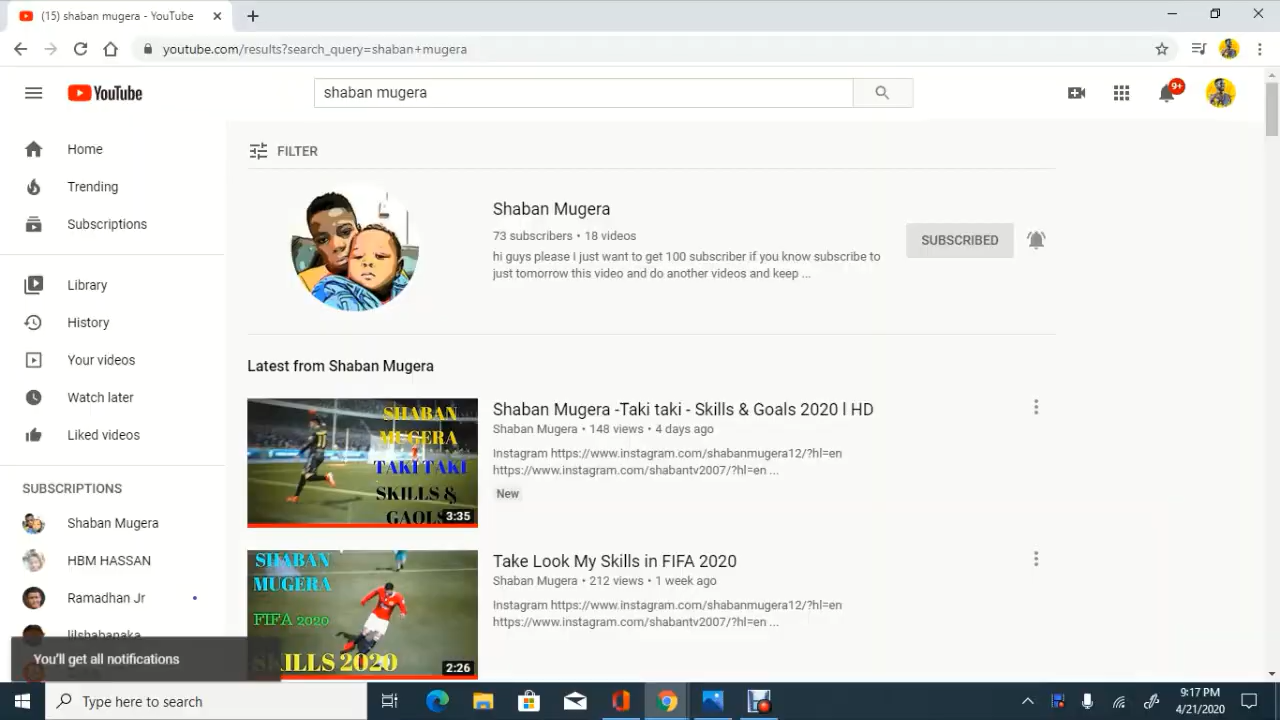 (15) shaban mugera - YouTube
youtube.com/results?search_query=shaban+mugera
YouTube
shaban mugera
9+
Home
Trending
Subscriptions
Library
History
Your videos
Watch later
Liked videos
SUBSCRIPTIONS
Shaban Mugera
HBM HASSAN
Ramadhan Jr
lilshabanaka
You'll get all notifications
FILTER
Shaban Mugera
73 subscribers • 18 videos
hi guys please i just want to get 100 subscriber if you know subscribe to
just tomorrow this video and do another videos and keep ...
SUBSCRIBED
Latest from Shaban Mugera
SHABAN
MUGERA
TAKI TAKI
SKILLS &
GAOLS
3:35
Shaban Mugera -Taki taki - Skills & Goals 2020 l HD
Shaban Mugera • 148 views • 4 days ago
Instagram https://www.instagram.com/shabanmugera12/?hl=en
https://www.instagram.com/shabantv2007/?hl=en ...
New
SHABAN
MUGERA
FIFA 2020
SKILLS 2020
2:26
Take Look My Skills in FIFA 2020
Shaban Mugera • 212 views • 1 week ago
Instagram https://www.instagram.com/shabanmugera12/?hl=en
https://www.instagram.com/shabantv2007/?hl=en ...
Type here to search
9:17 PM
4/21/2020